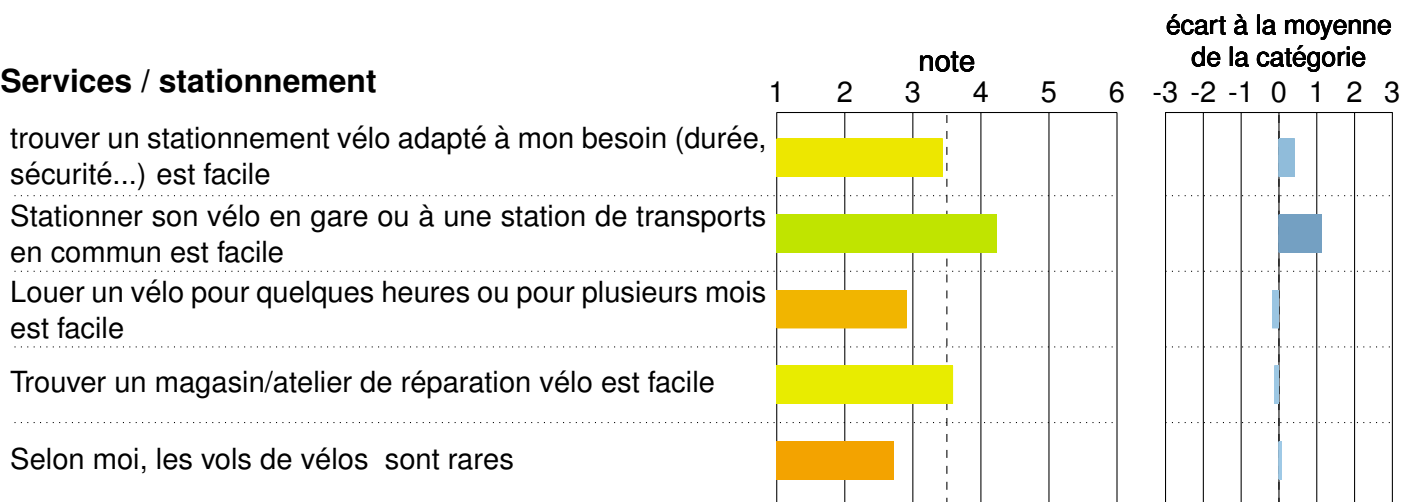 écart à la moyenne
note de la catégorie
Services / stationnement
1 2 3 4 5 6 -3 -2 -1 0 1 2 3
trouver un stationnement vélo adapté à mon besoin (durée,
sécurité...) est facile
Stationner son vélo en gare ou à une station de transports
en commun est facile
Louer un vélo pour quelques heures ou pour plusieurs mois
est facile
Trouver un magasin/atelier de réparation vélo est facile
Selon moi, les vols de vélos  sont rares